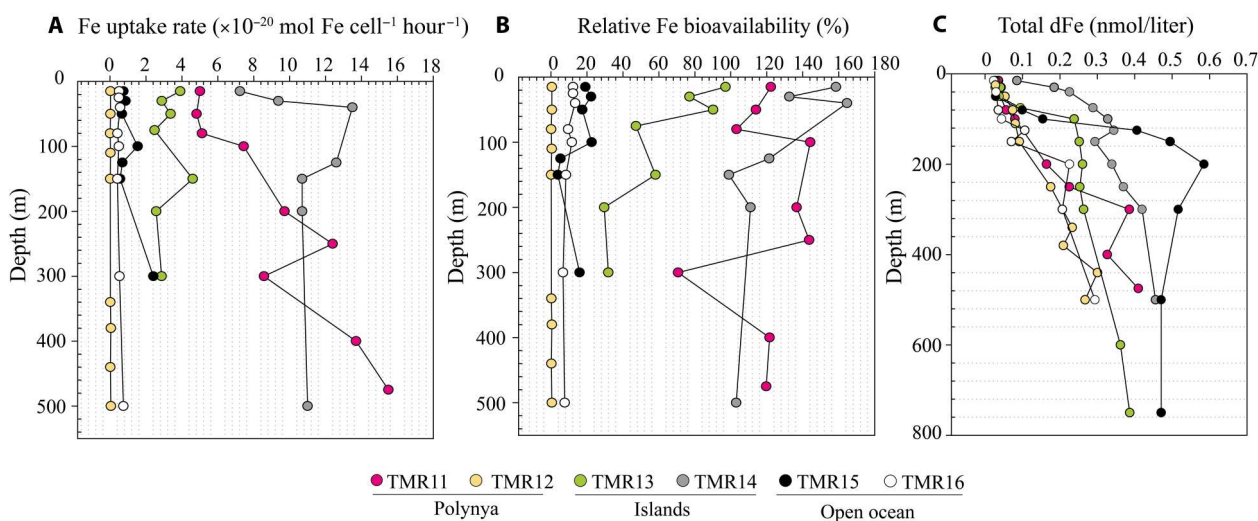 A Fe uptake rate (×10⁻²⁰ mol Fe cell⁻¹ hour⁻¹)
0 2 4 6 8 10 12 14 16 18
0
100
200
300
400
500
Depth (m)
B Relative Fe bioavailability (%)
0 20 40 60 80 100 120 140 160 180
0
100
200
300
400
500
Depth (m)
C Total dFe (nmol/liter)
0 0.1 0.2 0.3 0.4 0.5 0.6 0.7
0
200
400
600
800
Depth (m)
TMR11 TMR12 TMR13 TMR14 TMR15 TMR16
Polynya Islands Open ocean